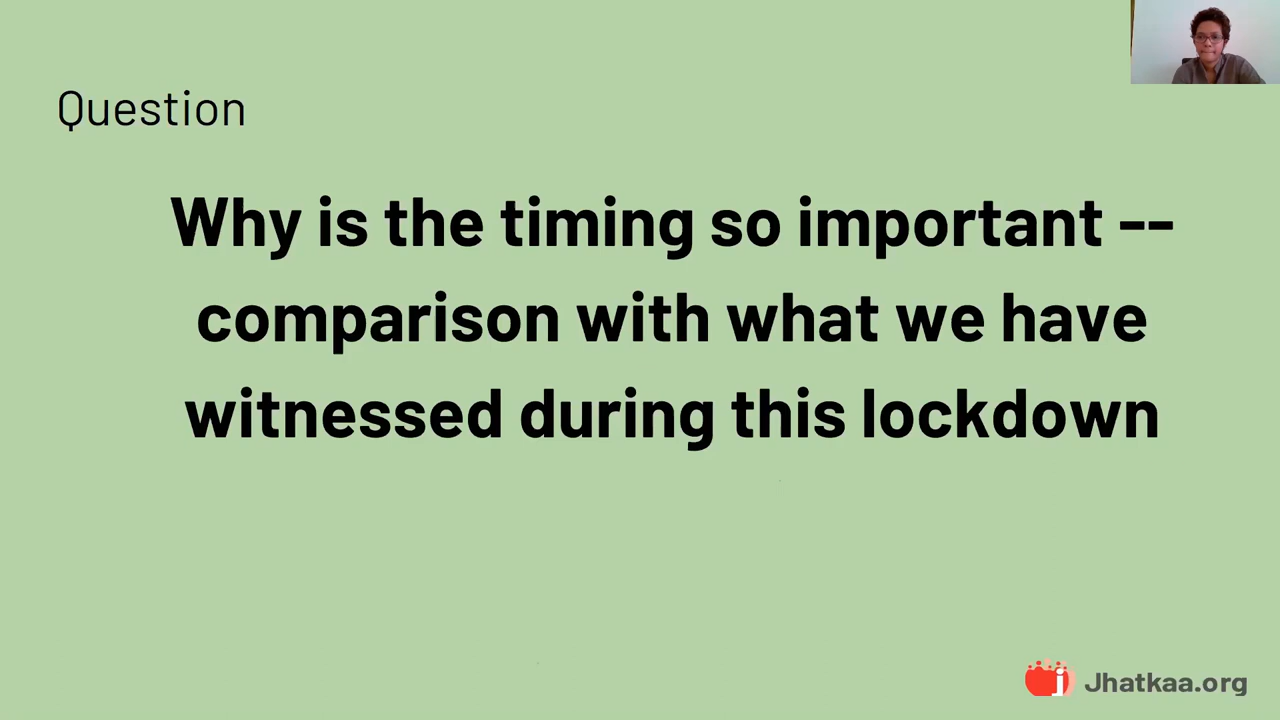 Question
Why is the timing so important --
comparison with what we have
witnessed during this lockdown
Jhatkaa.org